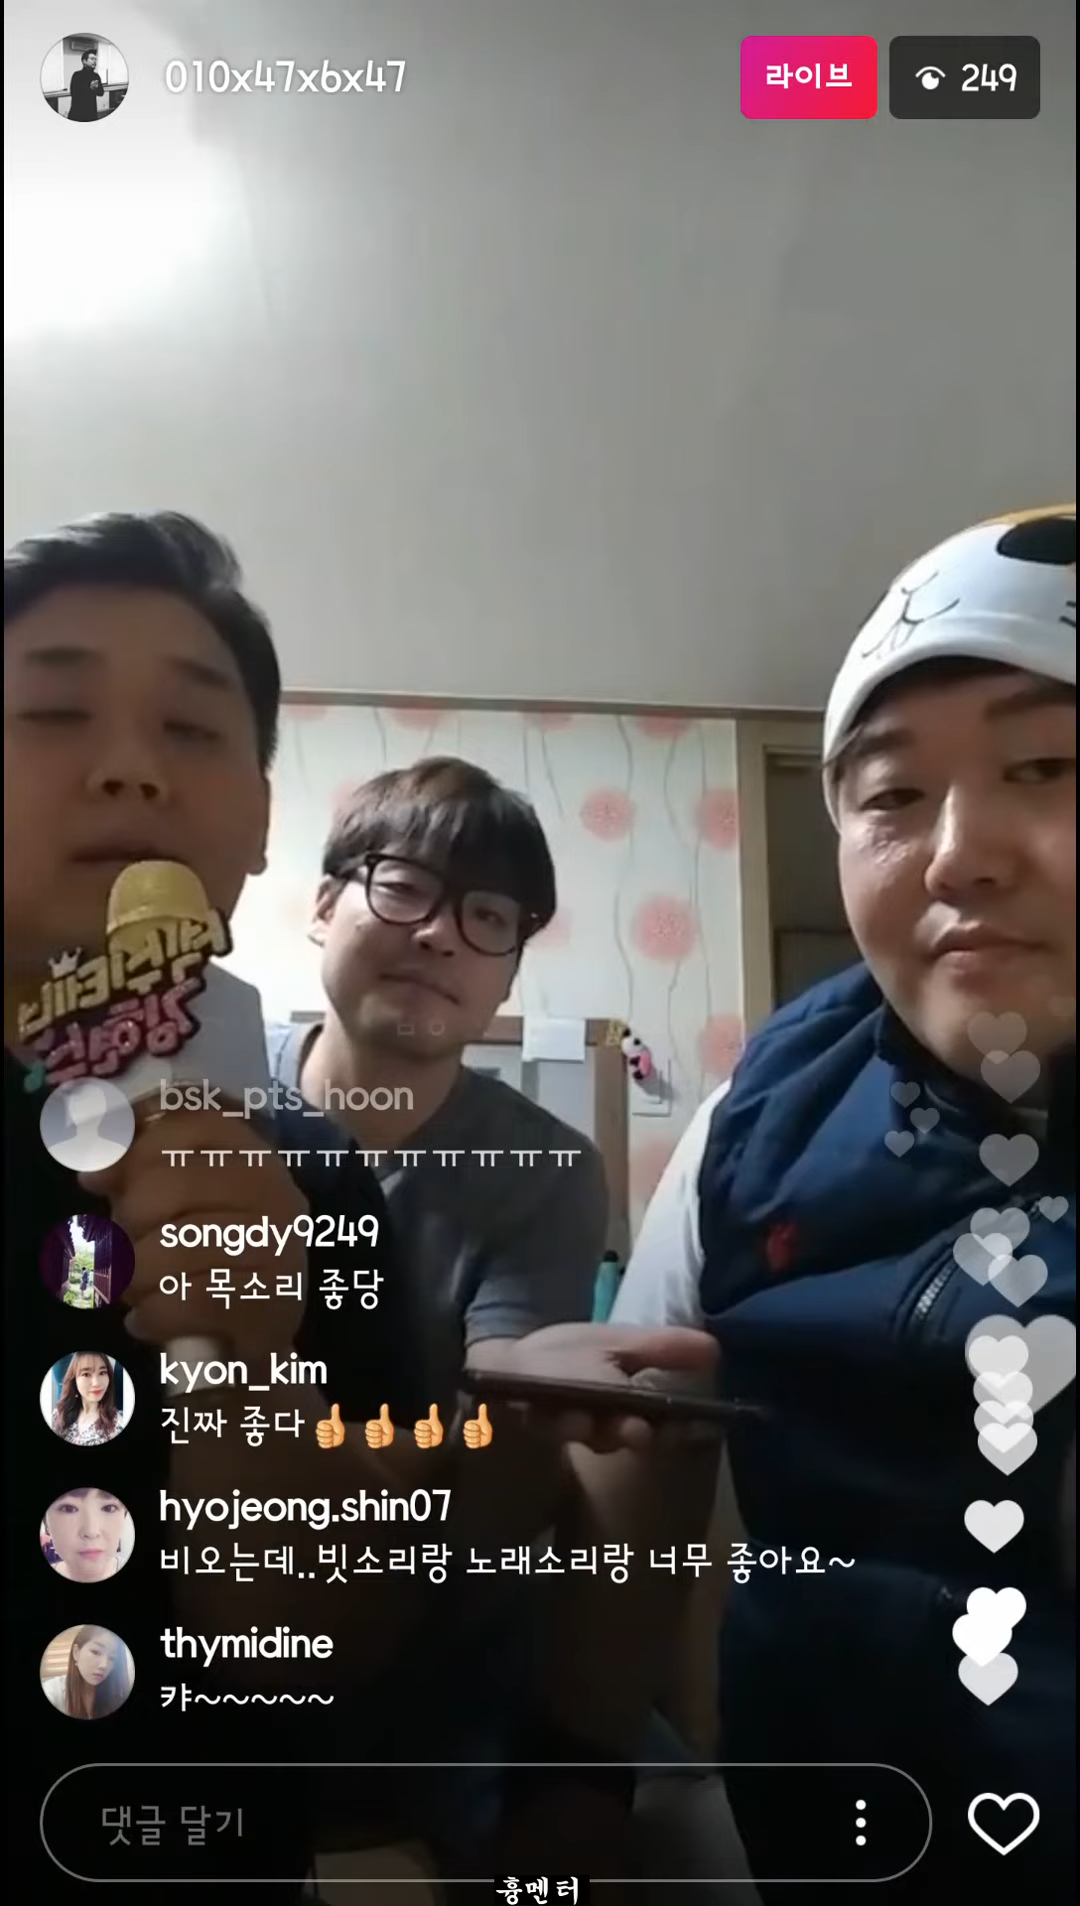 010x47x6x47
라이브
249
bsk_pts_hoon
ㅠㅠㅠㅠㅠㅠㅠㅠㅠㅠㅠ
songdy9249
아 목소리 좋당
kyon_kim
진짜 좋다👍👍👍👍
hyojeong.shin07
비오는데..빗소리랑 노래소리랑 너무 좋아요~
thymidine
캬~~~~~
댓글 달기
흥멘터